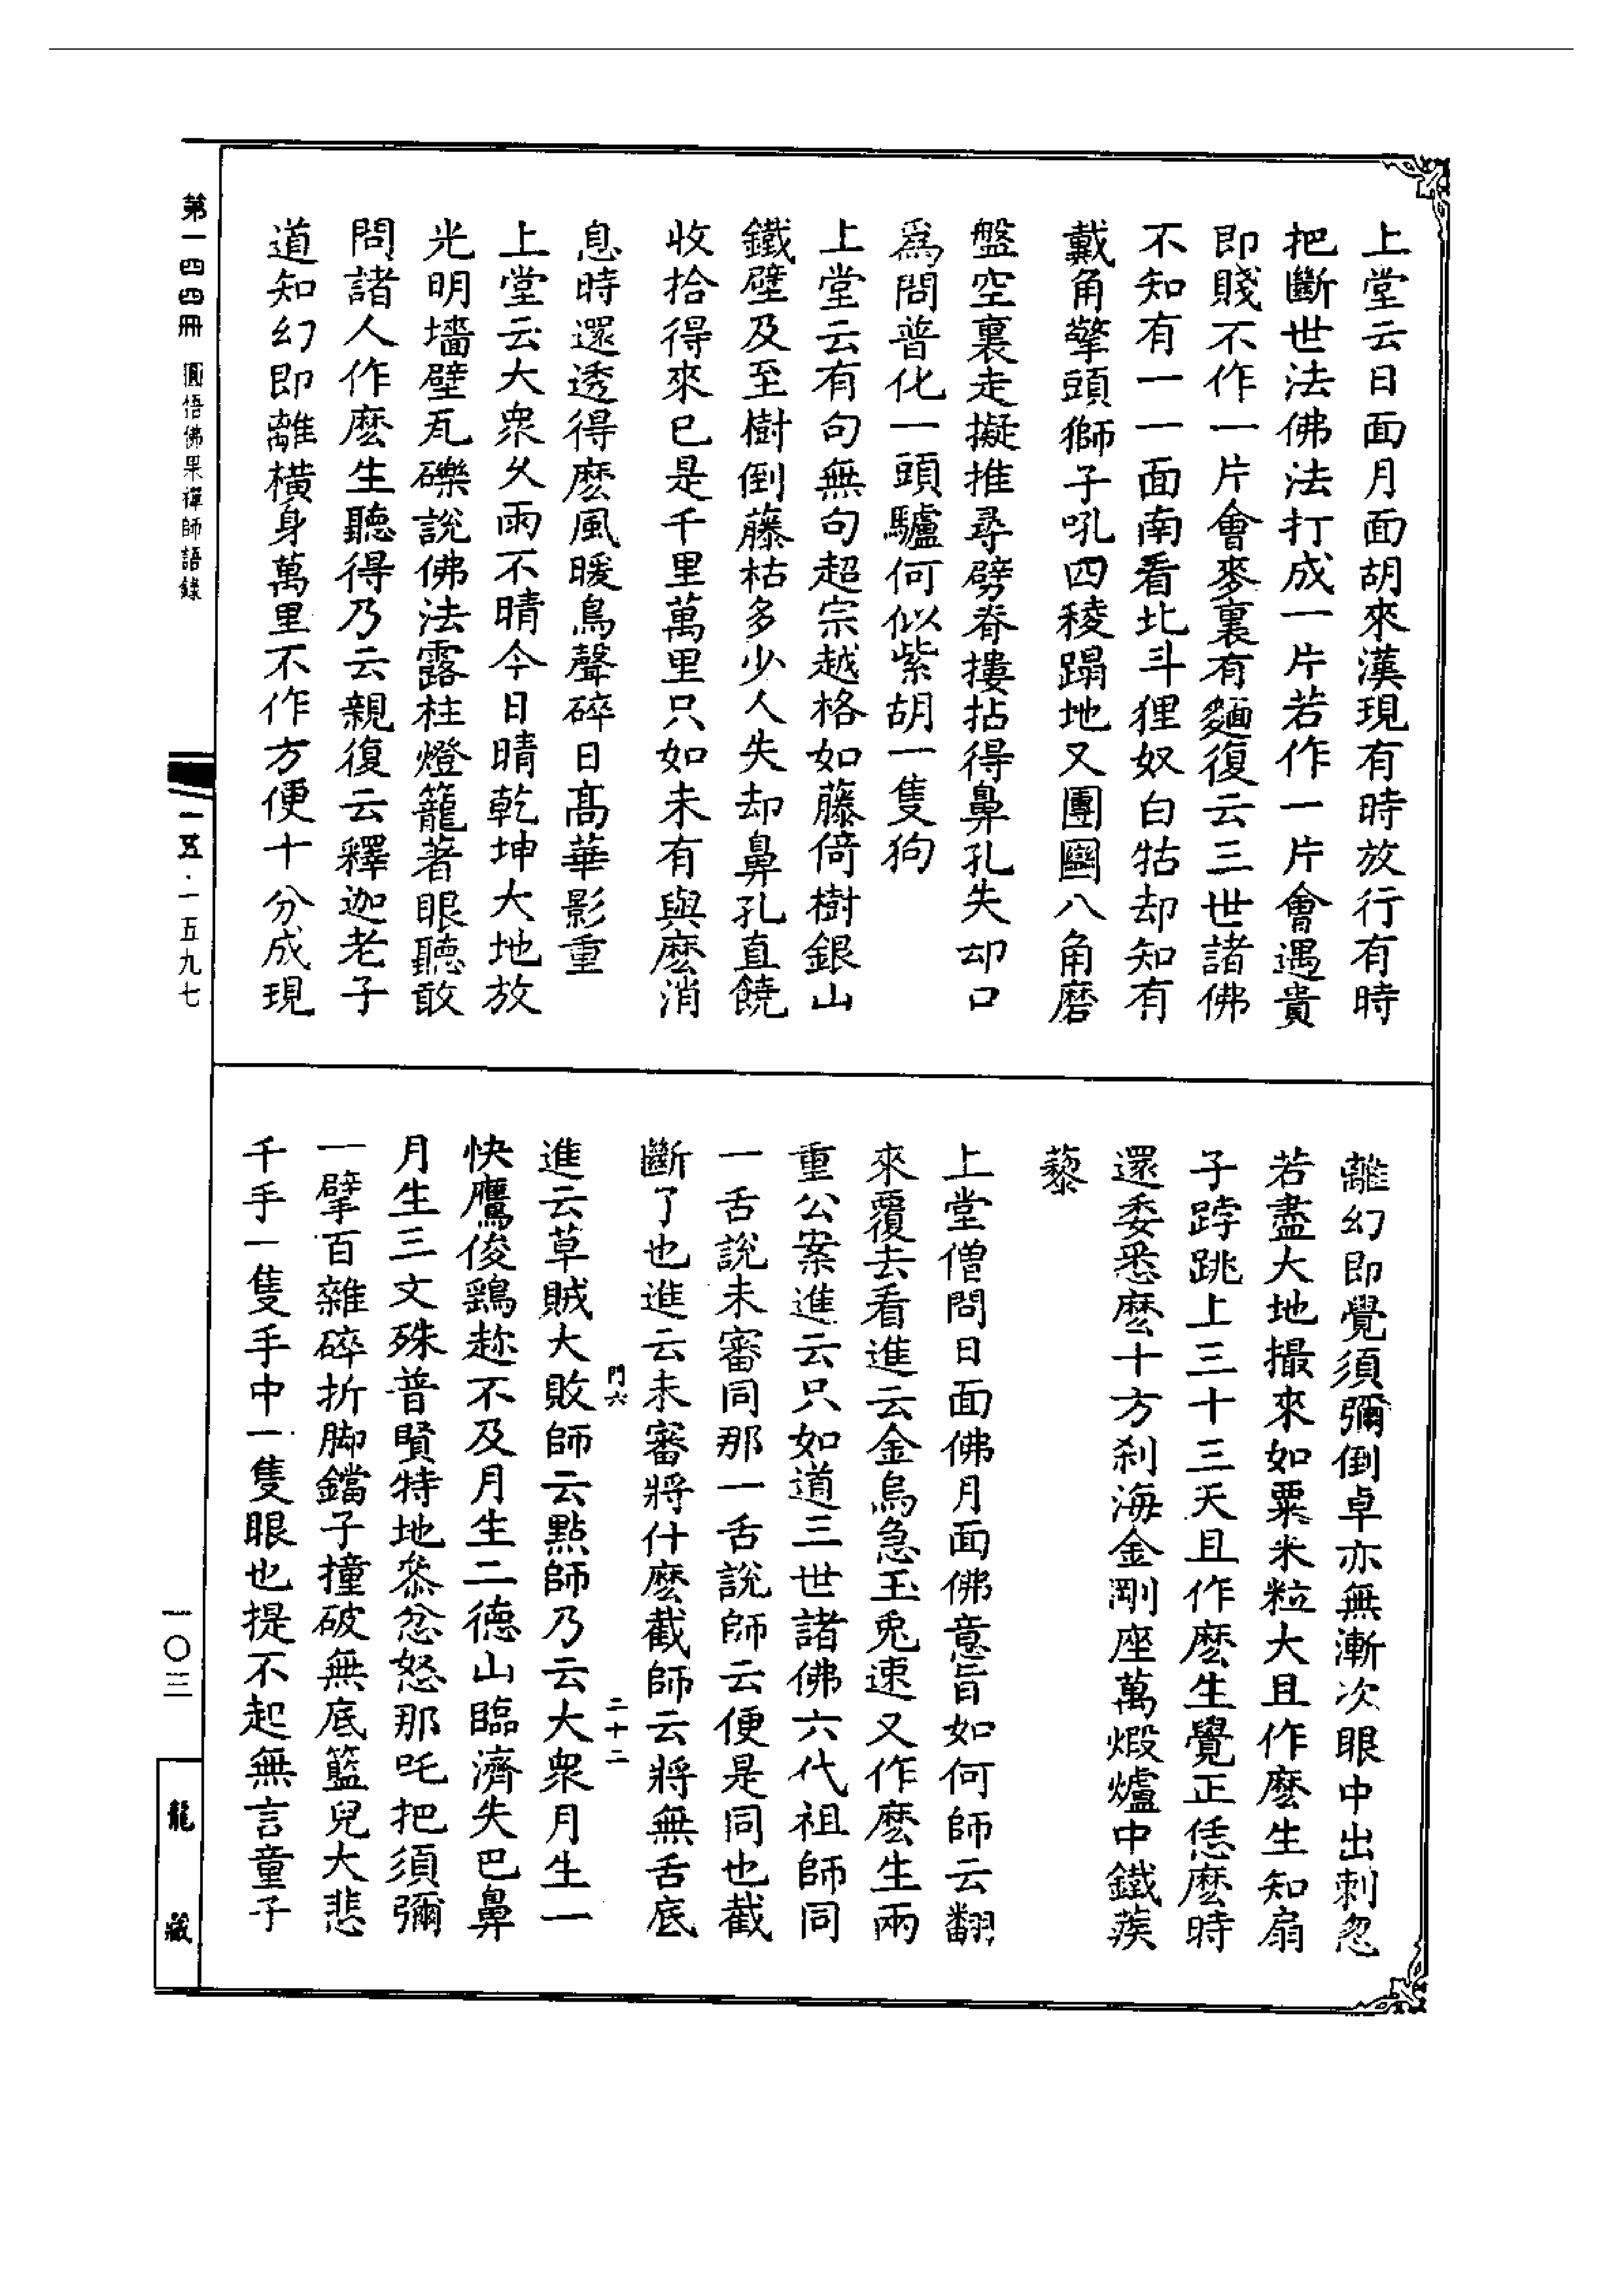 上堂云日面月面胡來漢現有時放行有時
把斷世法佛法打成一片若作一片會遇貴
即賤不作一片會麥裏有麵復云三世諸佛
不知有一一面南看北斗狸奴白牯却知有
戴角擎頭獅子吼四稜蹋地又團圞八角磨
盤空裏走擬推尋劈脊摟拈得鼻孔失却口
爲問普化一頭驢何似紫胡一隻狗
上堂云有句無句超宗越格如藤倚樹銀山
鐵壁及至樹倒藤枯多少人失却鼻孔直饒
收拾得來已是千里萬里只如未有與麽消
息時還透得麽風暖鳥聲碎日高華影重
上堂云大衆久雨不晴今日晴乾坤大地放
光明墻壁瓦礫說佛法露柱燈籠著眼聽敢
問諸人作麽生聽得乃云親復云釋迦老子
道知幻即離橫身萬里不作方便十分成現
離幻即覺須彌倒卓亦無漸次眼中出刺忽
若盡大地撮來如粟米粒大且作麽生知扇
子𨁝跳上三十三天且作麽生覺正恁麽時
還委悉麽十方刹海金剛座萬煅爐中鐵蒺
藜
上堂僧問日面佛月面佛意旨如何師云翻
來覆去看進云金烏急玉兎速又作麽生兩
重公案進云只如道三世諸佛六代祖師同
一舌說未審同那一舌說師云便是同也截
斷了也進云未審將什麽截師云將無舌底
門六 二十二
進云草賊大敗師云點師乃云大衆月生一
快鷹俊鷂趂不及月生二德山臨濟失巴鼻
月生三文殊普賢特地叅忿怒那吒把須彌
一擘百雜碎折脚鐺子撞破無底籃兒大悲
千手一隻手中一隻眼也提不起無言童子
第一四四冊 圓悟佛果禪師語錄
一五·一五九七
一〇三
龍藏